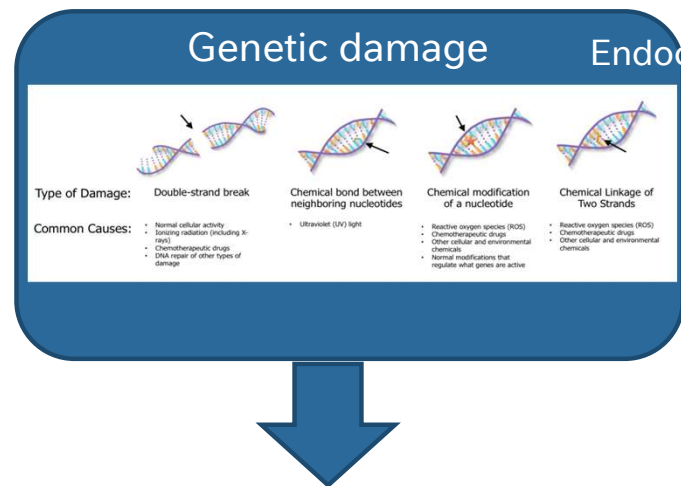 Genetic damage
Endoc
Type of Damage:
Double-strand break
Chemical bond between
neighboring nucleotides
Chemical modification
of a nucleotide
Chemical Linkage of
Two Strands
Common Causes:
• Normal cellular activity
• Ionizing radiation (including X-
rays)
• Chemotherapeutic drugs
• DNA repair of other types of
damage
• Ultraviolet (UV) light
• Reactive oxygen species (ROS)
• Chemotherapeutic drugs
• Other cellular and environmental
chemicals
• Normal modifications that
regulate what genes are active
• Reactive oxygen species (ROS)
• Chemotherapeutic drugs
• Other cellular and environmental
chemicals